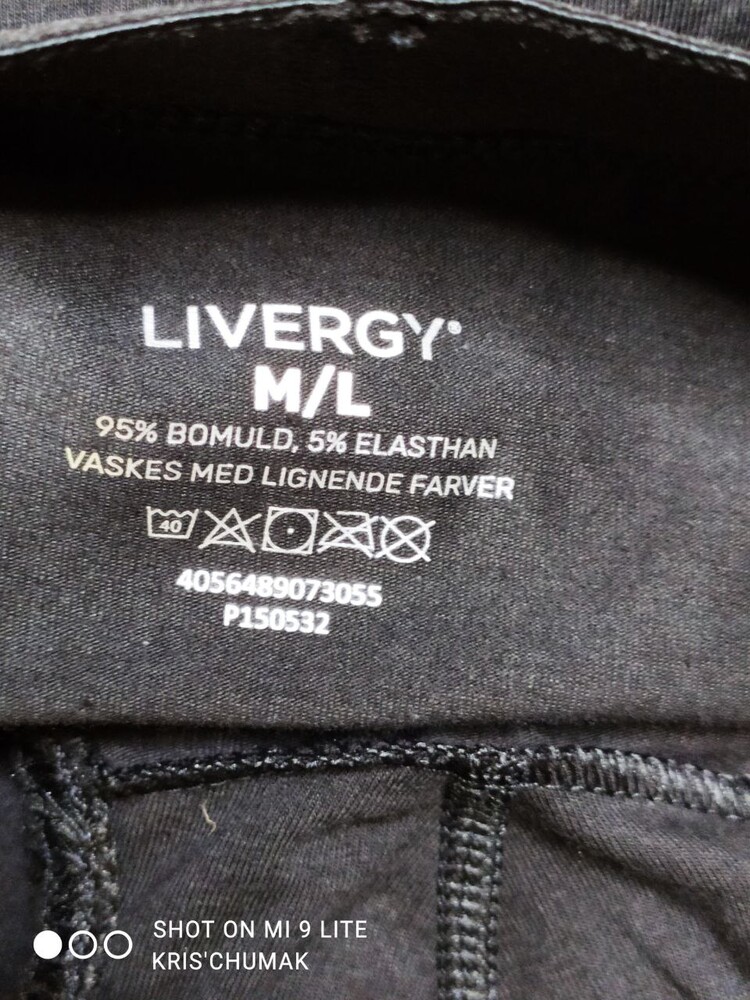 LIVERGY®
M/L
95% BOMULD, 5% ELASTHAN
VASKES MED LIGNENDE FARVER
40
4056489073055
P150532
SHOT ON MI 9 LITE
KRIS'CHUMAK